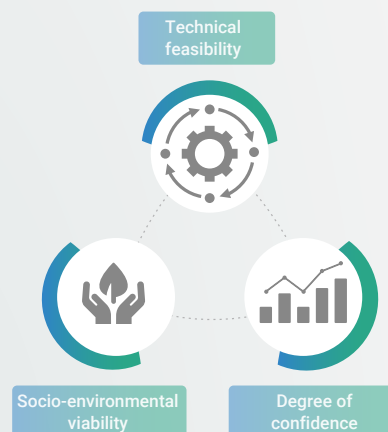 Technical
feasibility
Socio-environmental
viability
Degree of
confidence